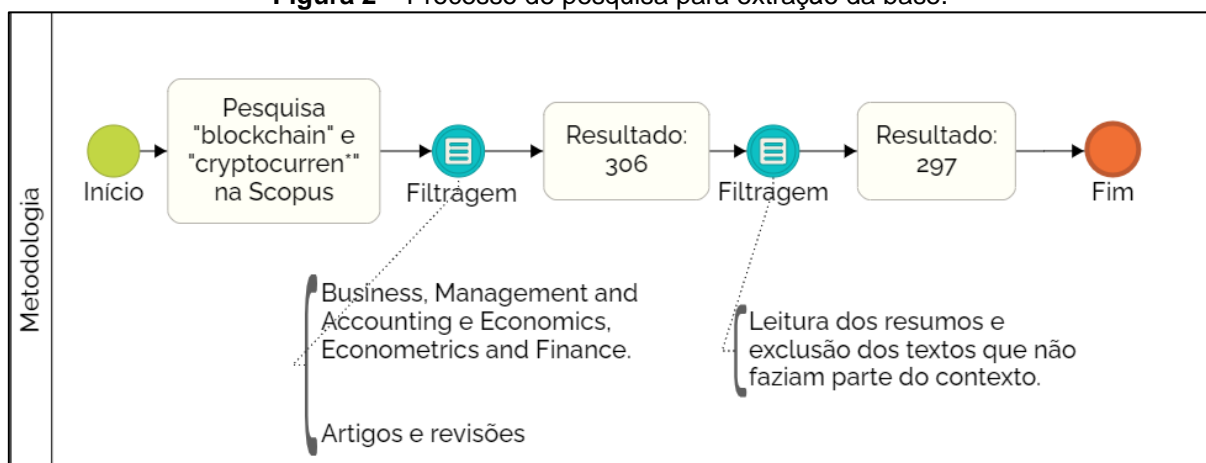 Figura 2 – Processo de pesquisa para extração da base.
Metodologia
Início
Pesquisa
"blockchain" e
"cryptocurren*"
na Scopus
Filtragem
Resultado:
306
Filtragem
Resultado:
297
Fim
Business, Management and
Accounting e Economics,
Econometrics and Finance.
Artigos e revisões
Leitura dos resumos e
exclusão dos textos que não
faziam parte do contexto.